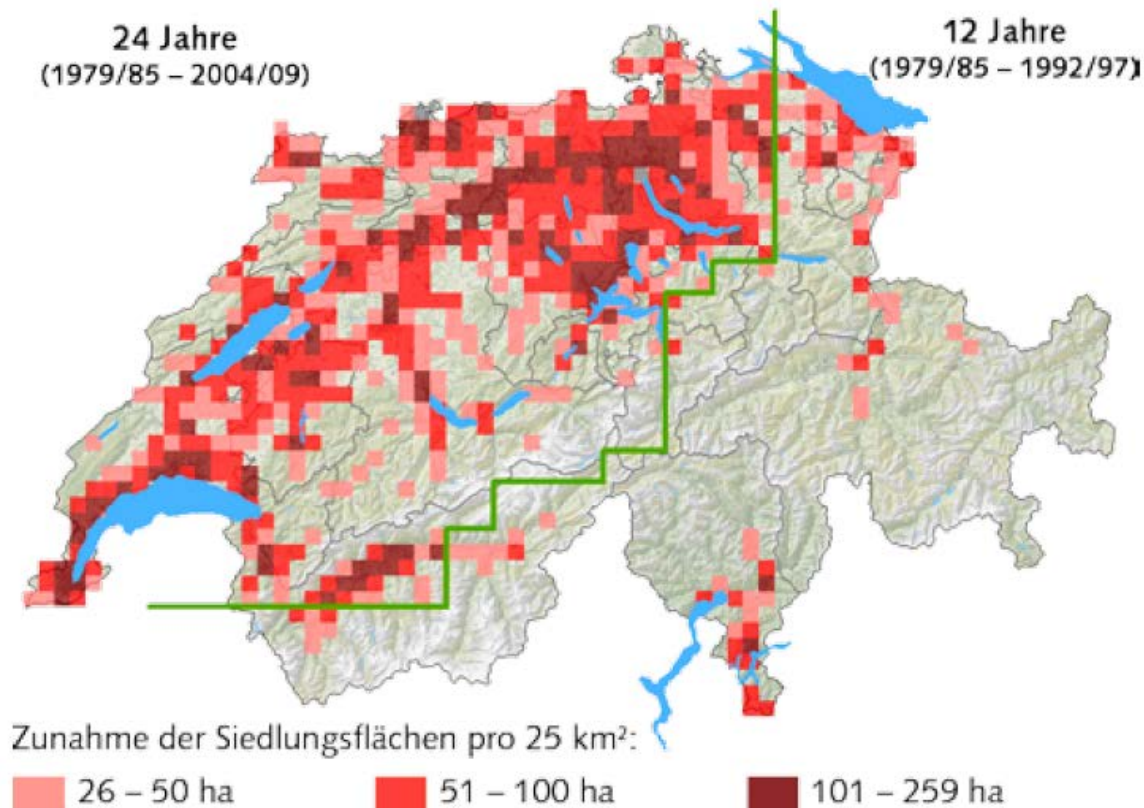 24 Jahre
(1979/85 – 2004/09)
12 Jahre
(1979/85 – 1992/97)
Zunahme der Siedlungsflächen pro 25 km²:
26 – 50 ha
51 – 100 ha
101 – 259 ha